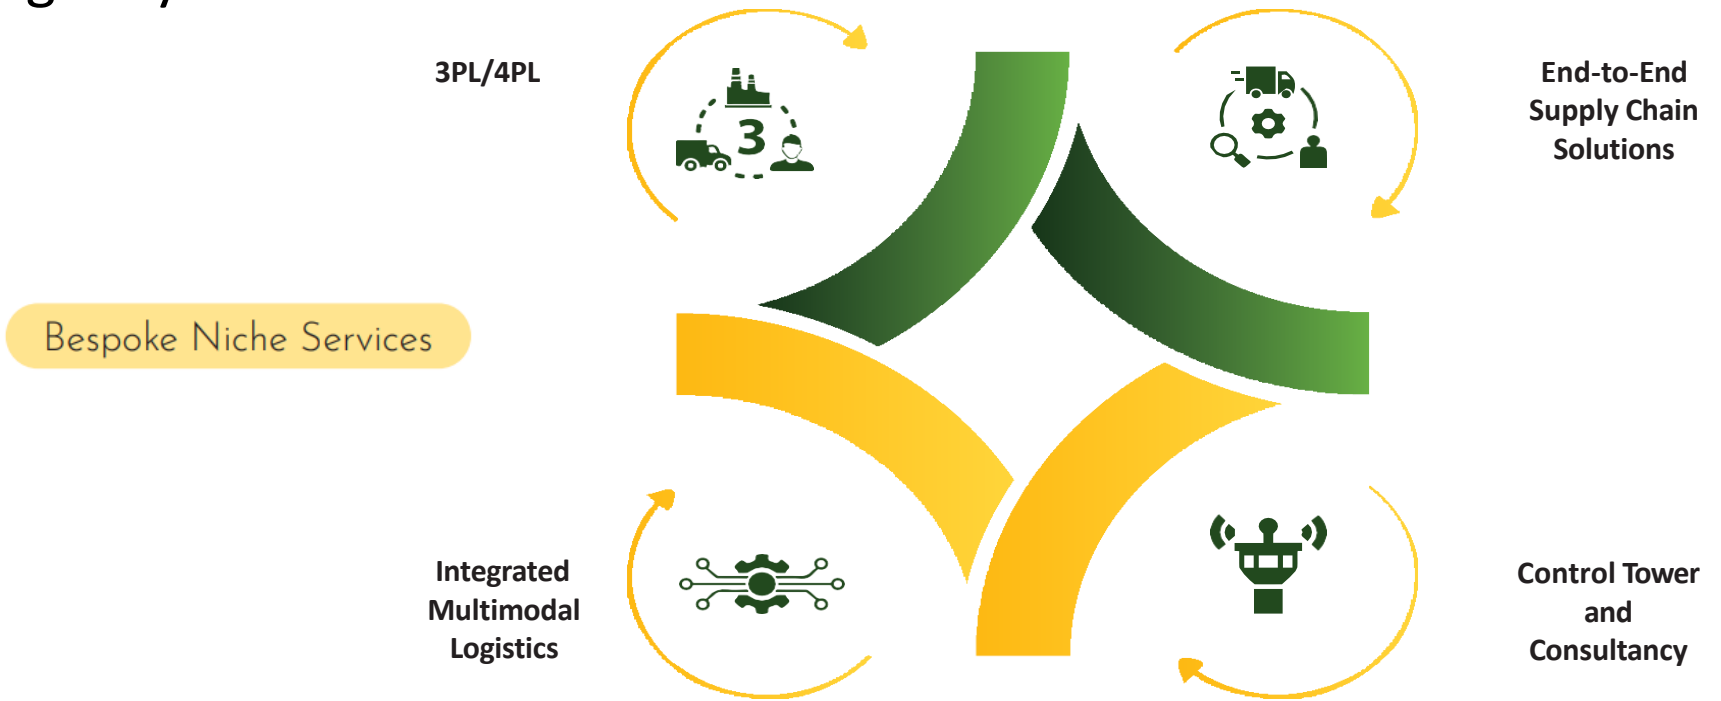 3PL/4PL
3
End-to-End
Supply Chain
Solutions
Bespoke Niche Services
Integrated
Multimodal
Logistics
Control Tower
and
Consultancy